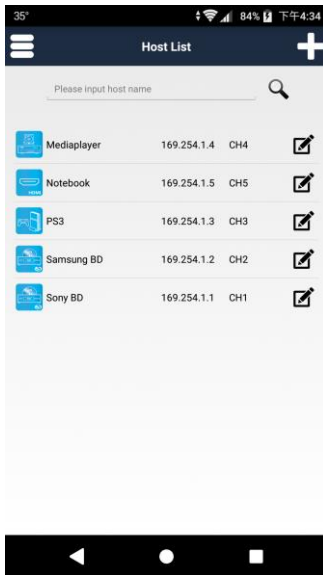 35° 84% 下午4:34
Host List
Please input host name
Mediaplayer 169.254.1.4 CH4
Notebook 169.254.1.5 CH5
PS3 169.254.1.3 CH3
Samsung BD 169.254.1.2 CH2
Sony BD 169.254.1.1 CH1